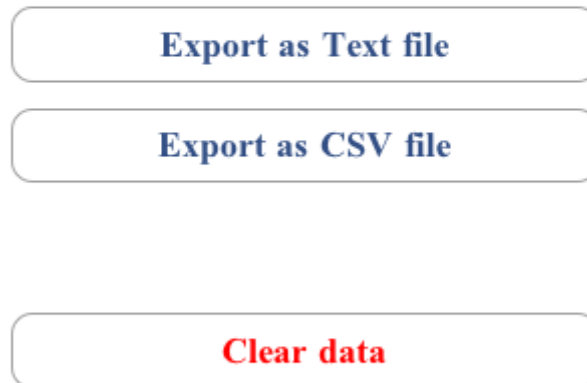 Export as Text file
Export as CSV file
Clear data